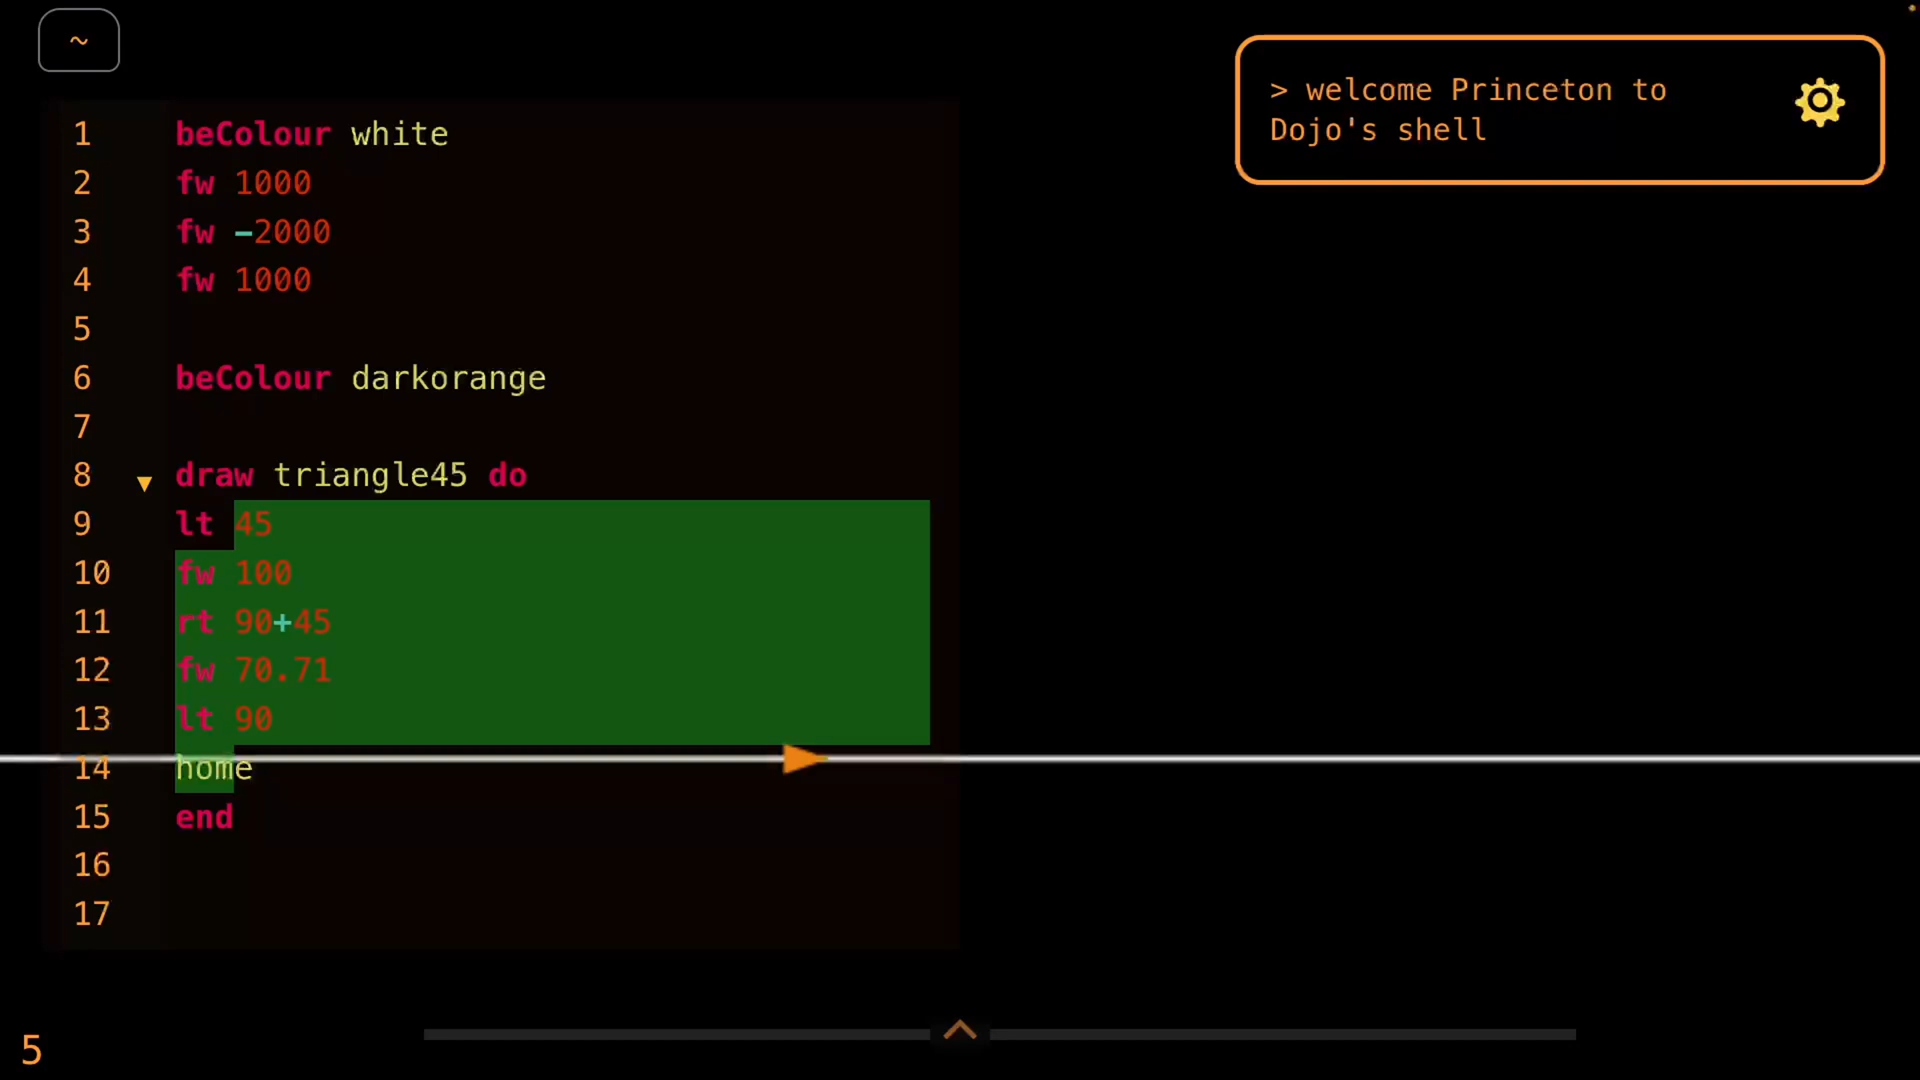 ~
> welcome Princeton to
Dojo's shell
1 beColour white
2 fw 1000
3 fw -2000
4 fw 1000
5
6 beColour darkorange
7
8 ▼ draw triangle45 do
9 lt 45
10 fw 100
11 rt 90+45
12 fw 70.71
13 lt 90
14 home
15 end
16
17
5